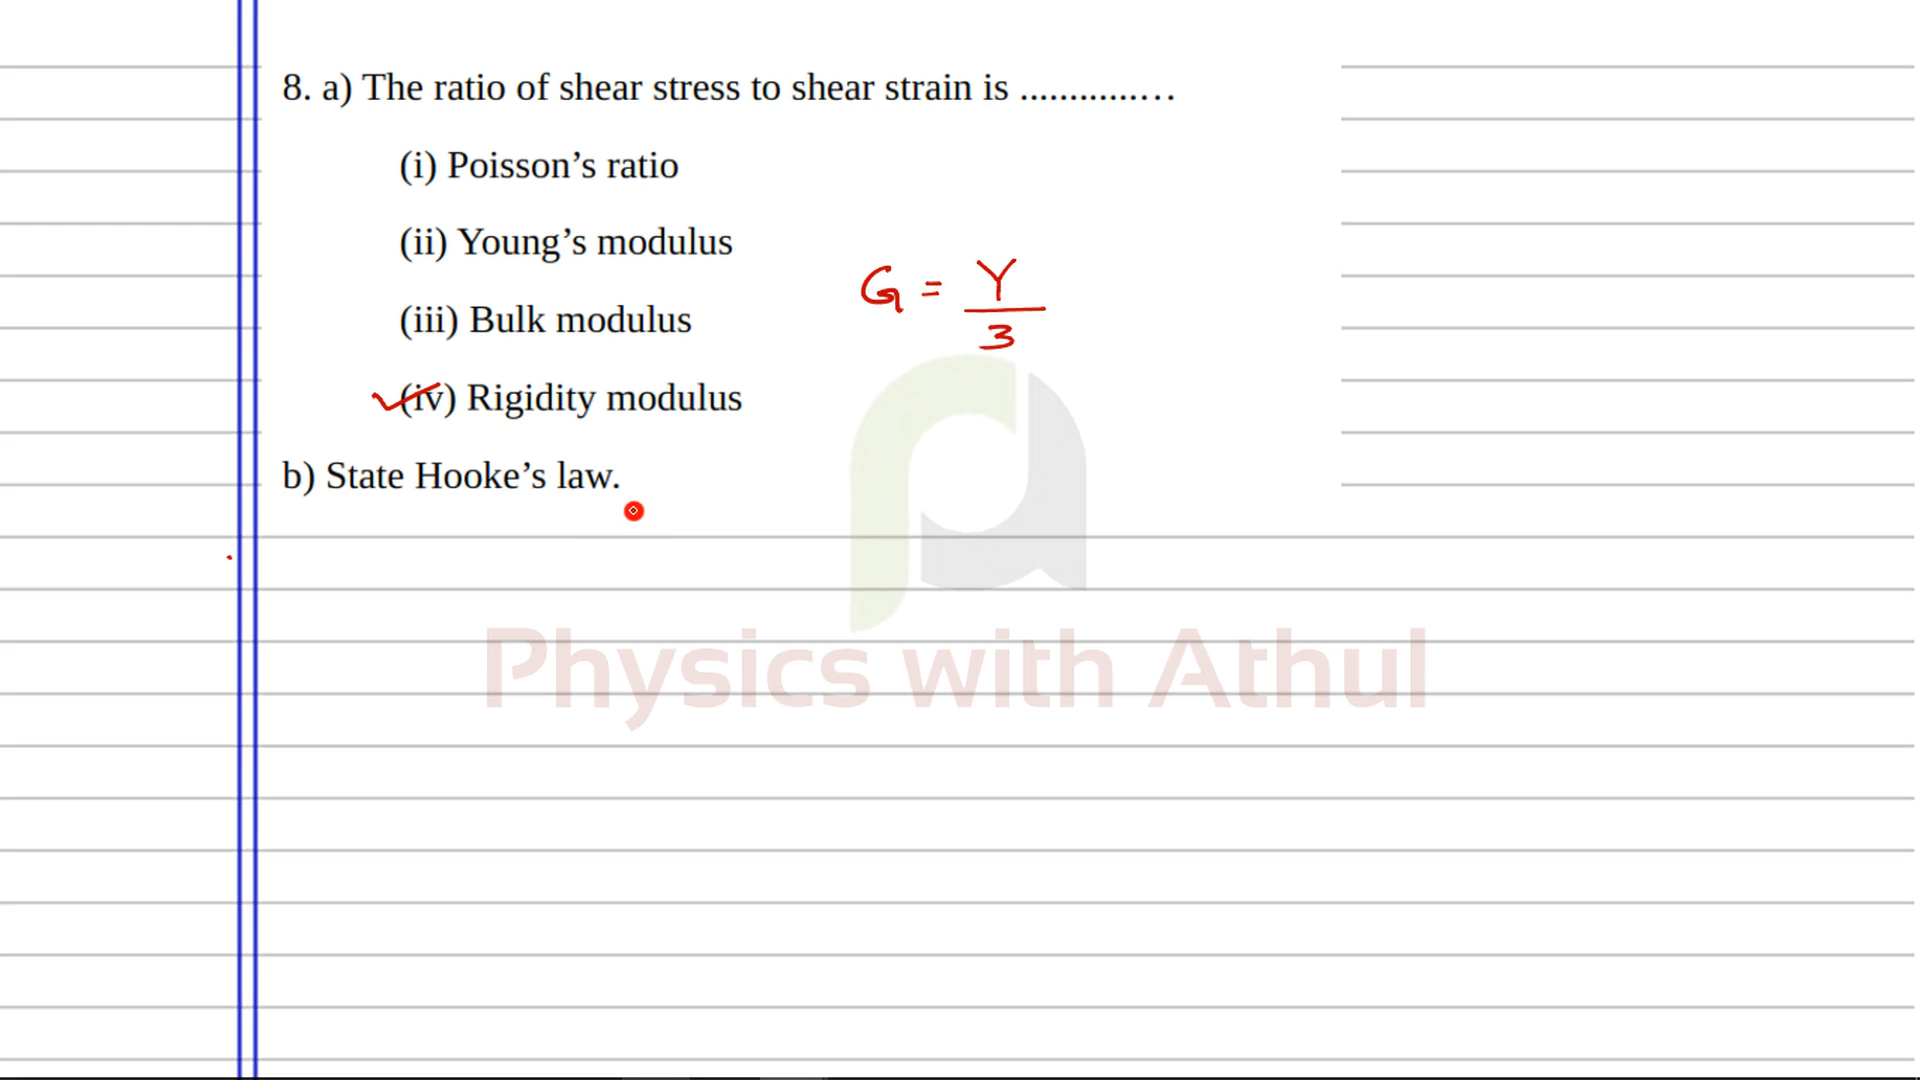 8. a) The ratio of shear stress to shear strain is ...............
(i) Poisson’s ratio
(ii) Young’s modulus
G = Y
3
(iii) Bulk modulus
(iv) Rigidity modulus
b) State Hooke’s law.
Physics with Athul